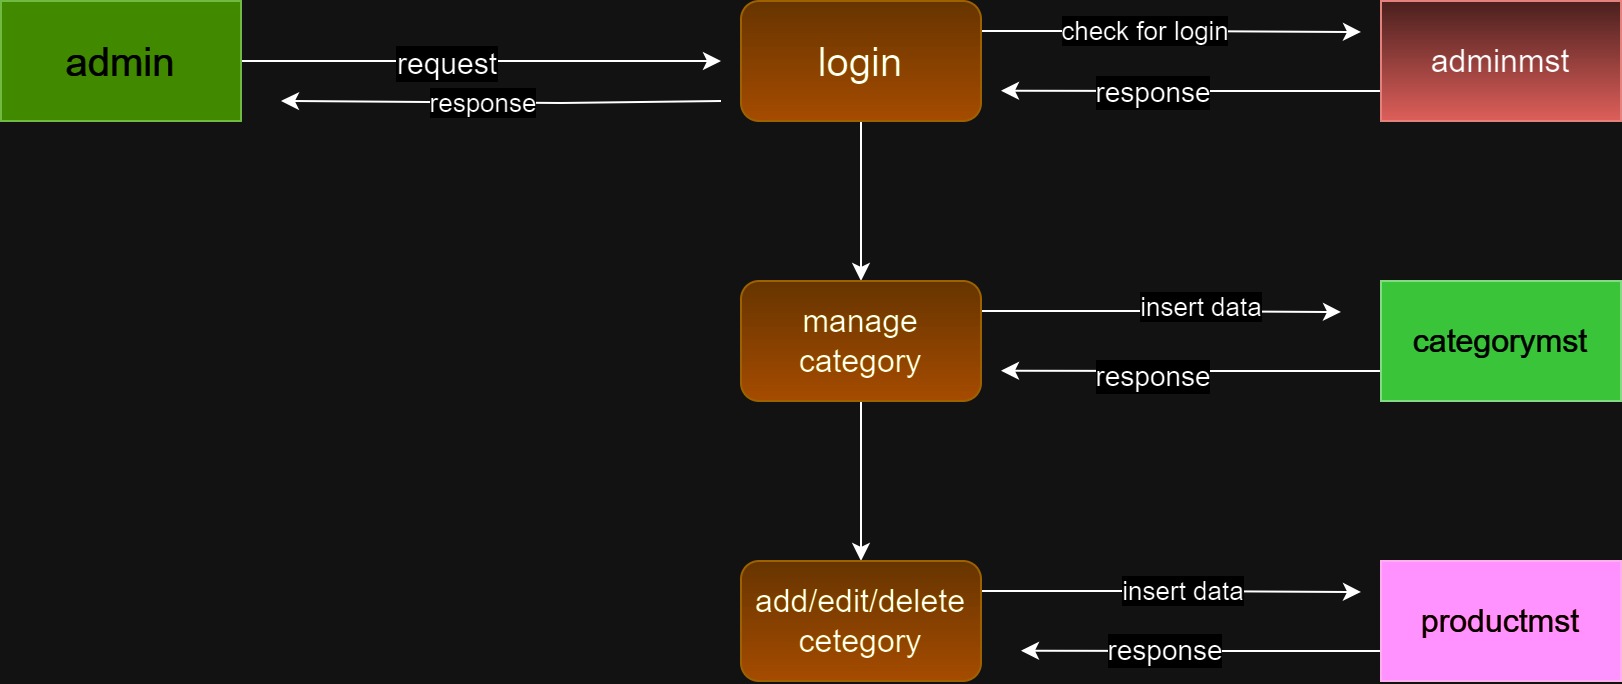 admin
request
response
login
check for login
response
adminmst
manage
category
insert data
response
categorymst
add/edit/delete
cetegory
insert data
response
productmst